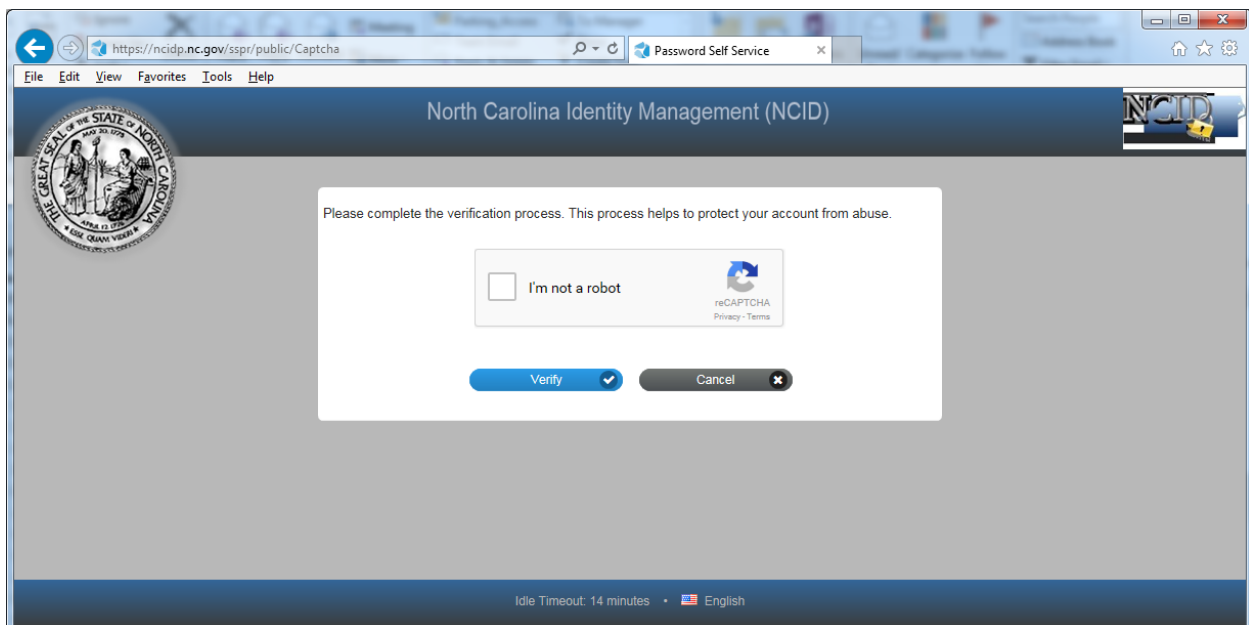 https://ncidp.nc.gov/sspr/public/Captcha
Password Self Service
File Edit View Favorites Tools Help
North Carolina Identity Management (NCID)
NCID
THE GREAT SEAL OF THE STATE OF NORTH CAROLINA
MAY 20, 1775
APRIL 12, 1776
ESSE QUAM VIDERI
Please complete the verification process. This process helps to protect your account from abuse.
I'm not a robot
reCAPTCHA
Privacy - Terms
Verify
Cancel
Idle Timeout: 14 minutes • English